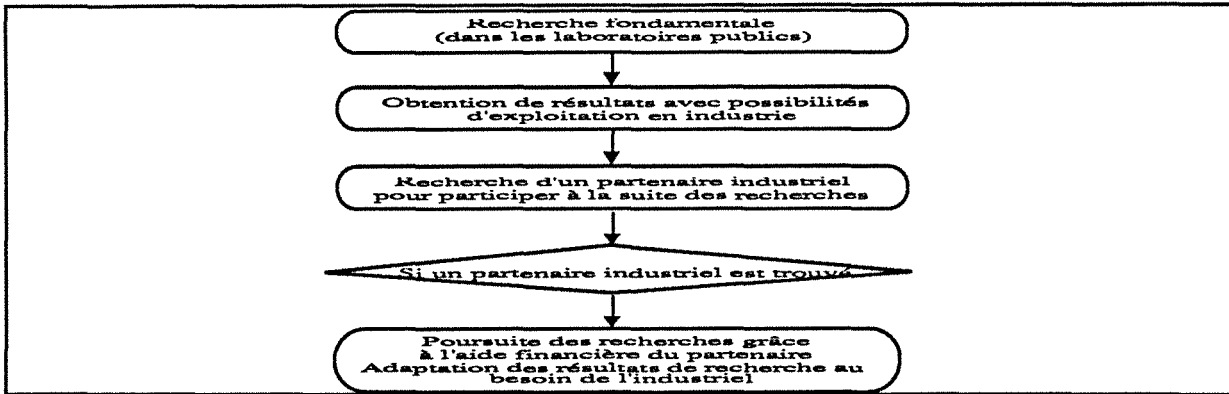 Recherche fondamentale
(dans les laboratoires publics)
Obtention de résultats avec possibilités
d'exploitation en industrie
Recherche d'un partenaire industriel
pour participer à la suite des recherches
Si un partenaire industriel est trouvé
Poursuite des recherches grâce
à l'aide financière du partenaire
Adaptation des résultats de recherche au
besoin de l'industriel